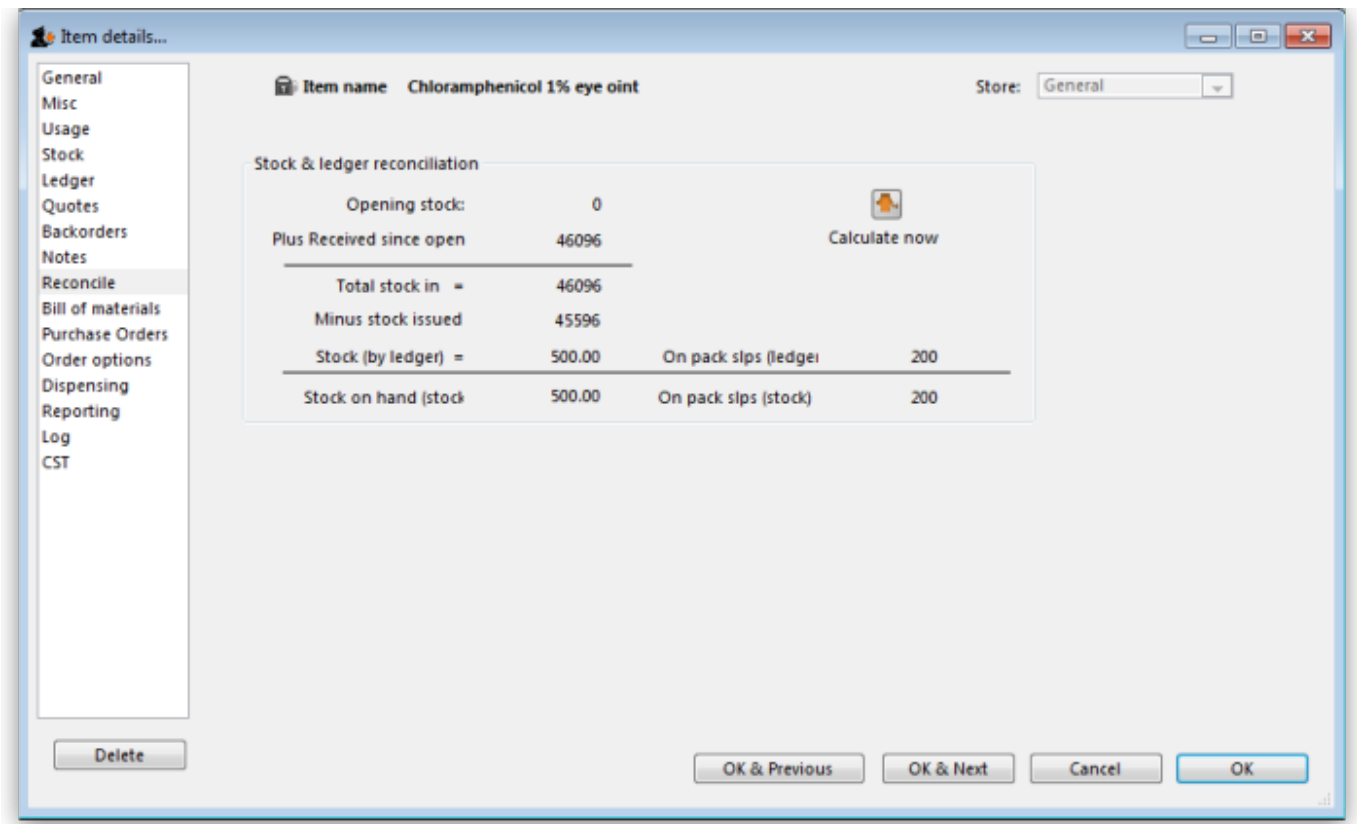 Item details...
General
Misc
Usage
Stock
Ledger
Quotes
Backorders
Notes
Reconcile
Bill of materials
Purchase Orders
Order options
Dispensing
Reporting
Log
CST
Delete
Item name Chloramphenicol 1% eye oint
Store: General
Stock & ledger reconciliation
Opening stock: 0
Calculate now
Plus Received since open 46096
Total stock in = 46096
Minus stock issued 45596
Stock (by ledger) = 500.00 On pack slps (ledger 200
Stock on hand (stock 500.00 On pack slps (stock) 200
OK & Previous OK & Next Cancel OK